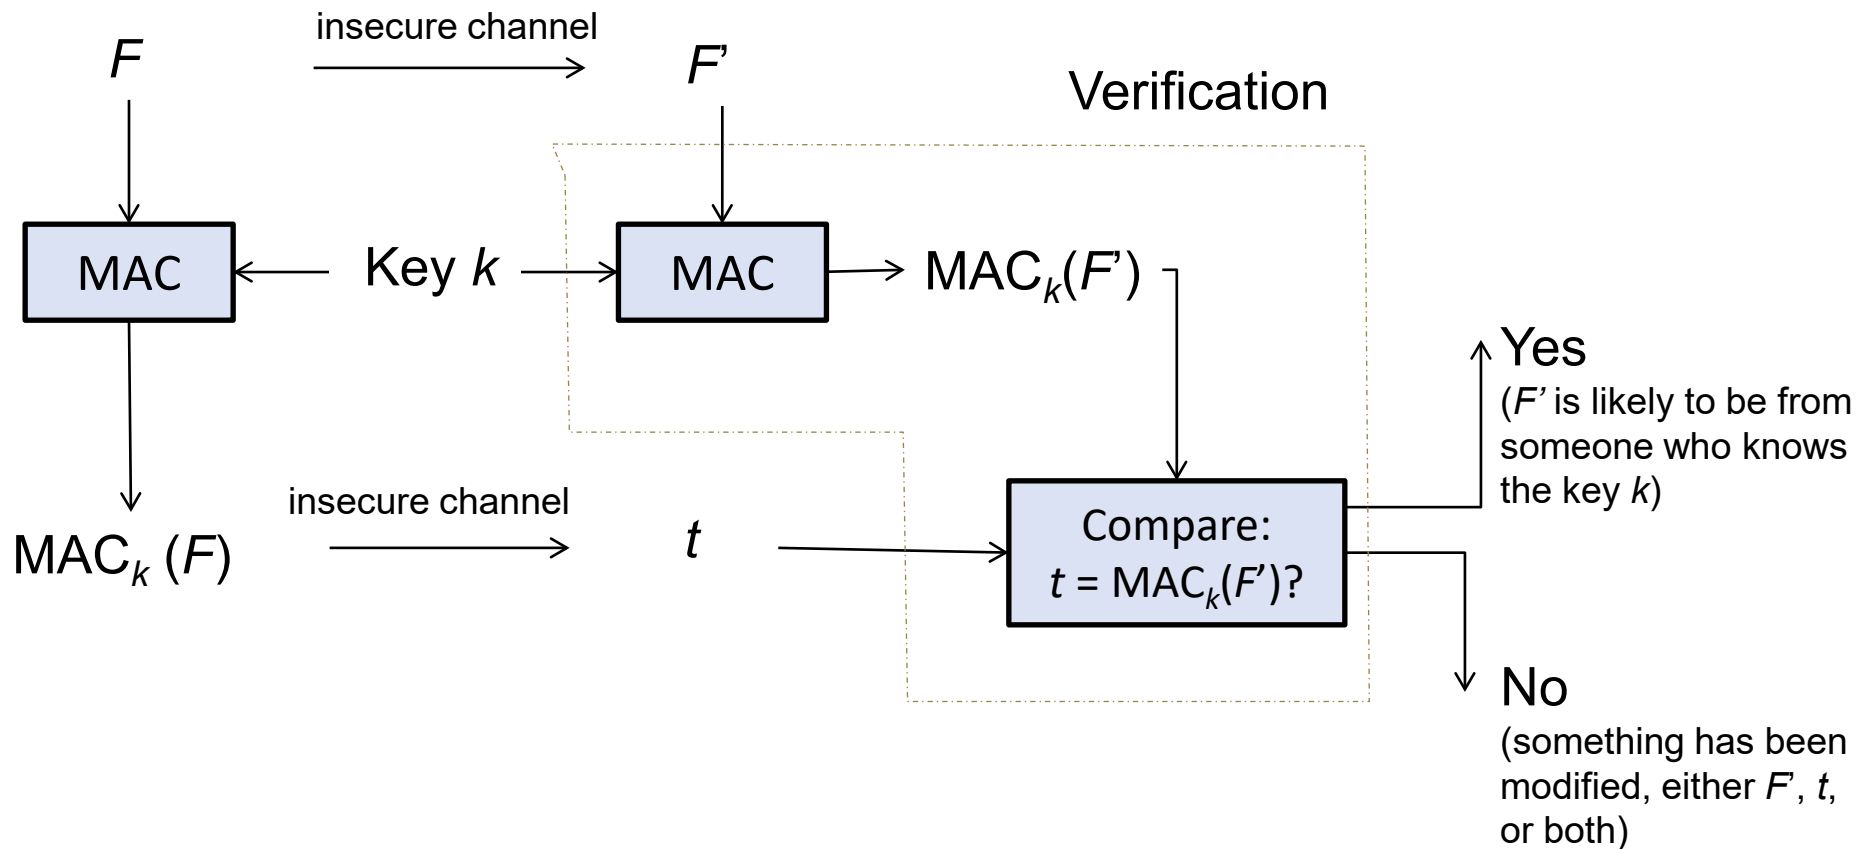 F
insecure channel
F’
Verification
MAC
Key k
MAC
MACk(F’)
Yes
(F’ is likely to be from
someone who knows
the key k)
MACk (F)
insecure channel
t
Compare:
t = MACk(F’)?
No
(something has been
modified, either F’, t,
or both)